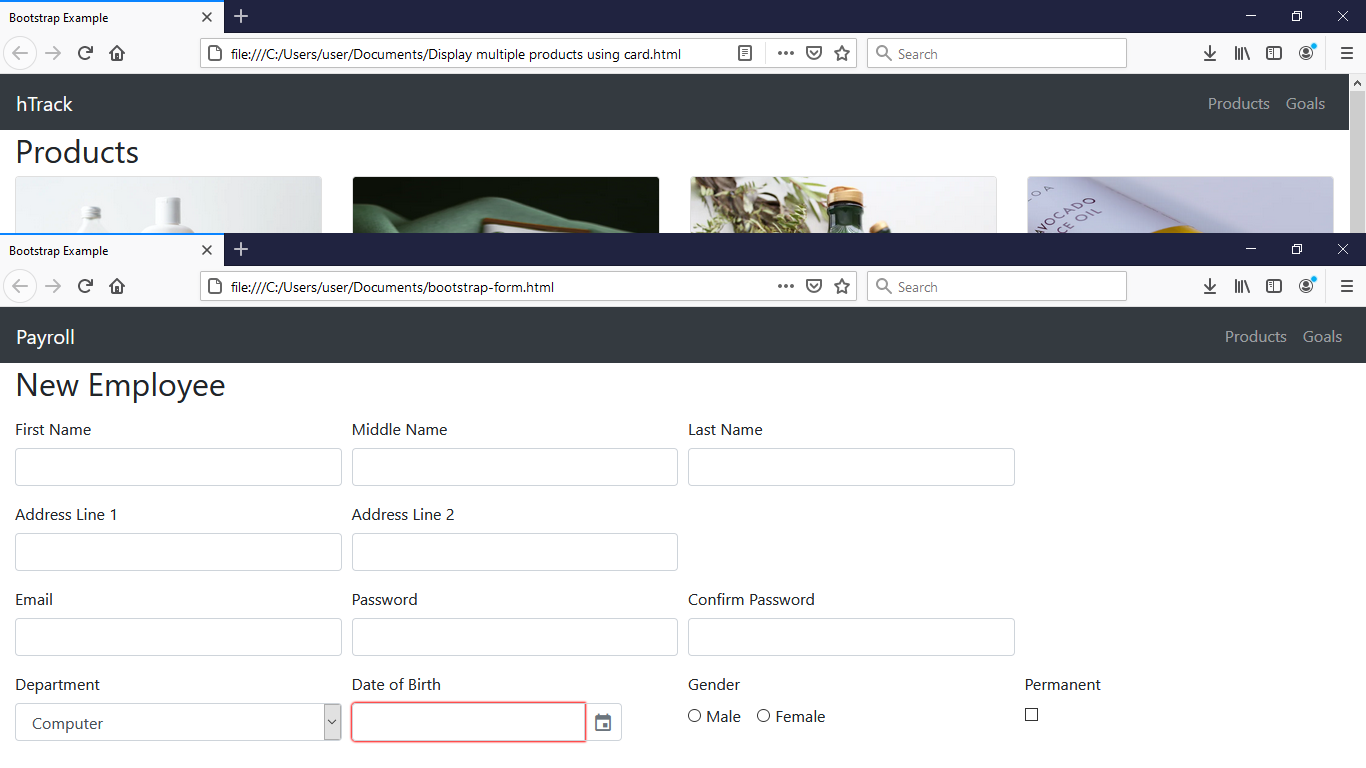 Bootstrap Example
file:///C:/Users/user/Documents/Display multiple products using card.html
Search
hTrack
Products Goals
Products
COA
AVOCADO
CE OIL
Bootstrap Example
file:///C:/Users/user/Documents/bootstrap-form.html
Search
Payroll
Products Goals
New Employee
First Name Middle Name Last Name
Address Line 1 Address Line 2
Email Password Confirm Password
Department Date of Birth Gender Permanent
Computer Male Female